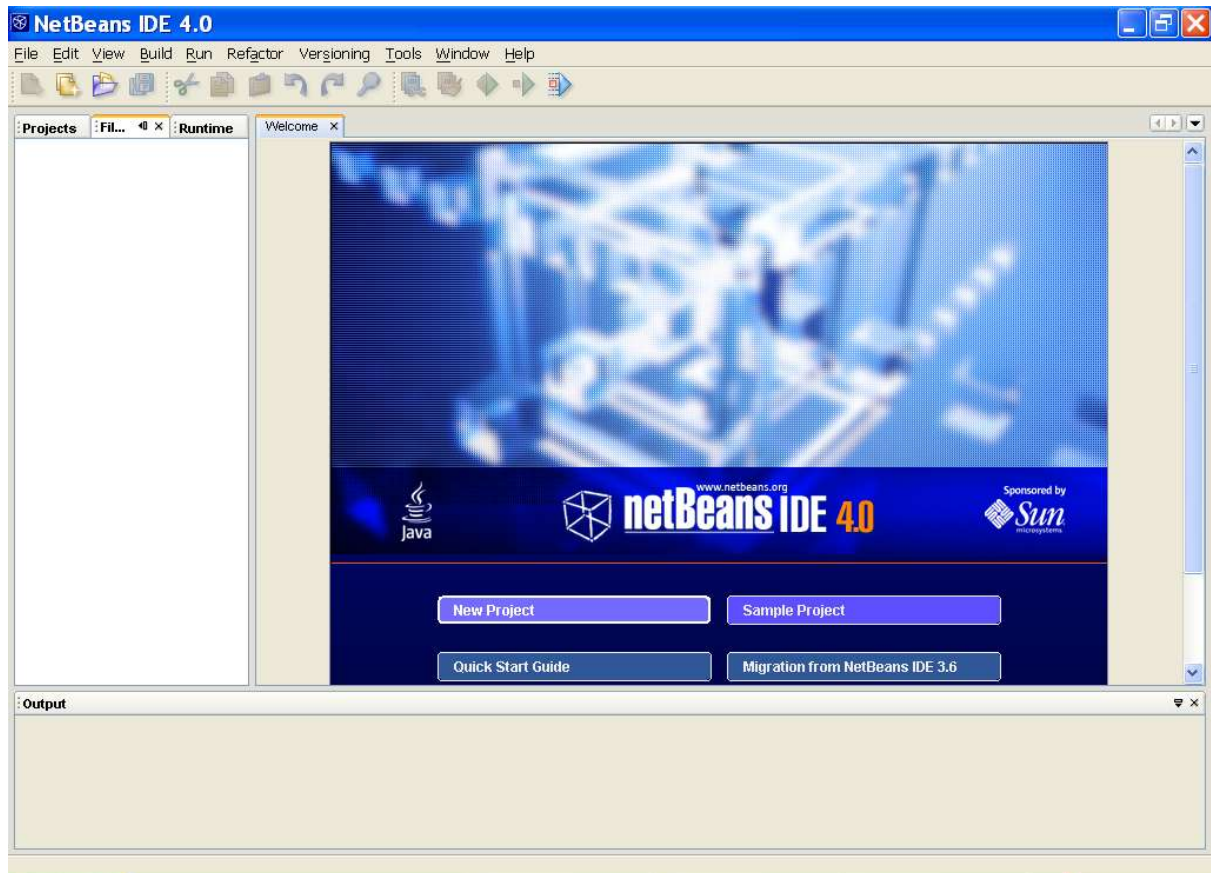 NetBeans IDE 4.0
File Edit View Build Run Refactor Versioning Tools Window Help
Projects Fil... Runtime Welcome
www.netbeans.org
netBeans IDE 4.0
Java
Sponsored by
Sun
microsystems
New Project Sample Project
Quick Start Guide Migration from NetBeans IDE 3.6
Output